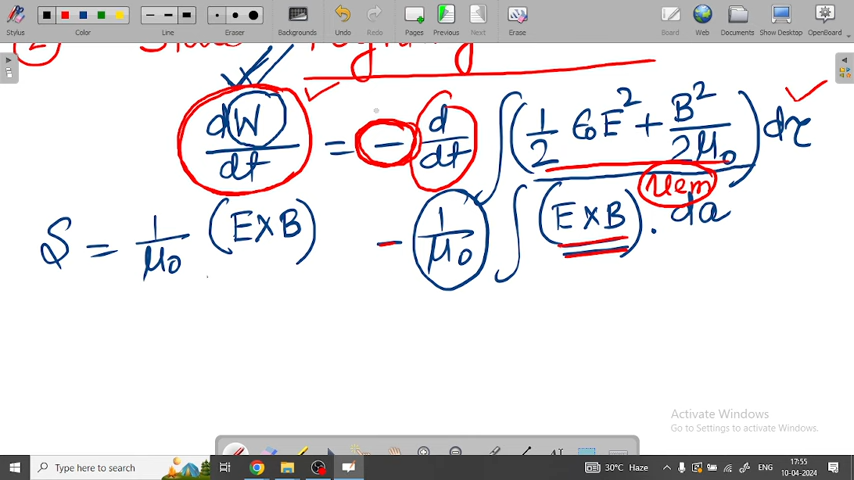 Stylus Color Line Eraser Backgrounds Undo Redo Pages Previous Next Erase Board Web Documents Show Desktop OpenBoard
2
dW/dt = - d/dt ∫ (1/2 ε0E² + B²/2μ0) dτ
uem
S = 1/μ0 (E×B) - 1/μ0 ∫ (E×B) . da
Activate Windows
Go to Settings to activate Windows.
Type here to search 30°C Haze ENG 17:55
10-04-2024